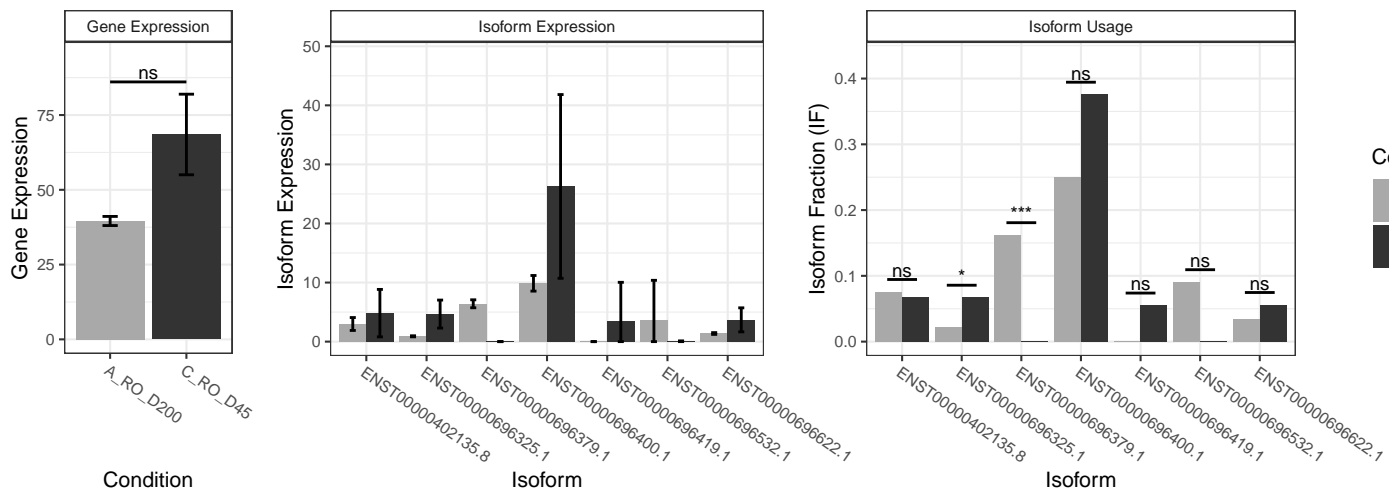 Gene Expression
Isoform Expression
Isoform Usage
Gene Expression
75
50
25
0
ns
A_RO_D200
C_RO_D45
Condition
Isoform Expression
50
40
30
20
10
0
ENST00000402135.8
ENST00000696325.1
ENST00000696379.1
ENST00000696400.1
ENST00000696419.1
ENST00000696532.1
ENST00000696622.1
Isoform
Isoform Fraction (IF)
0.4
0.3
0.2
0.1
0.0
ns
*
***
ns
ns
ns
ns
ENST00000402135.8
ENST00000696325.1
ENST00000696379.1
ENST00000696400.1
ENST00000696419.1
ENST00000696532.1
ENST00000696622.1
Isoform